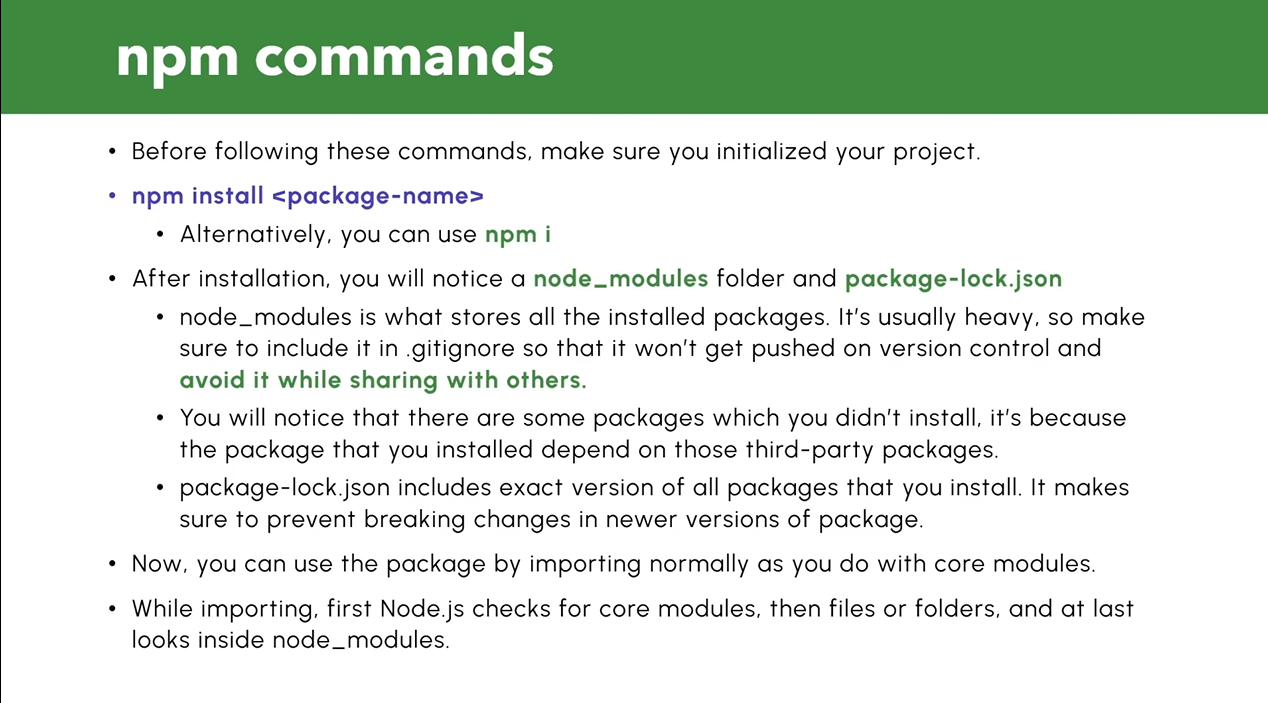 npm commands
• Before following these commands, make sure you initialized your project.
• npm install <package-name>
• Alternatively, you can use npm i
• After installation, you will notice a node_modules folder and package-lock.json
• node_modules is what stores all the installed packages. It's usually heavy, so make
sure to include it in .gitignore so that it won't get pushed on version control and
avoid it while sharing with others.
• You will notice that there are some packages which you didn't install, it's because
the package that you installed depend on those third-party packages.
• package-lock.json includes exact version of all packages that you install. It makes
sure to prevent breaking changes in newer versions of package.
• Now, you can use the package by importing normally as you do with core modules.
• While importing, first Node.js checks for core modules, then files or folders, and at last
looks inside node_modules.